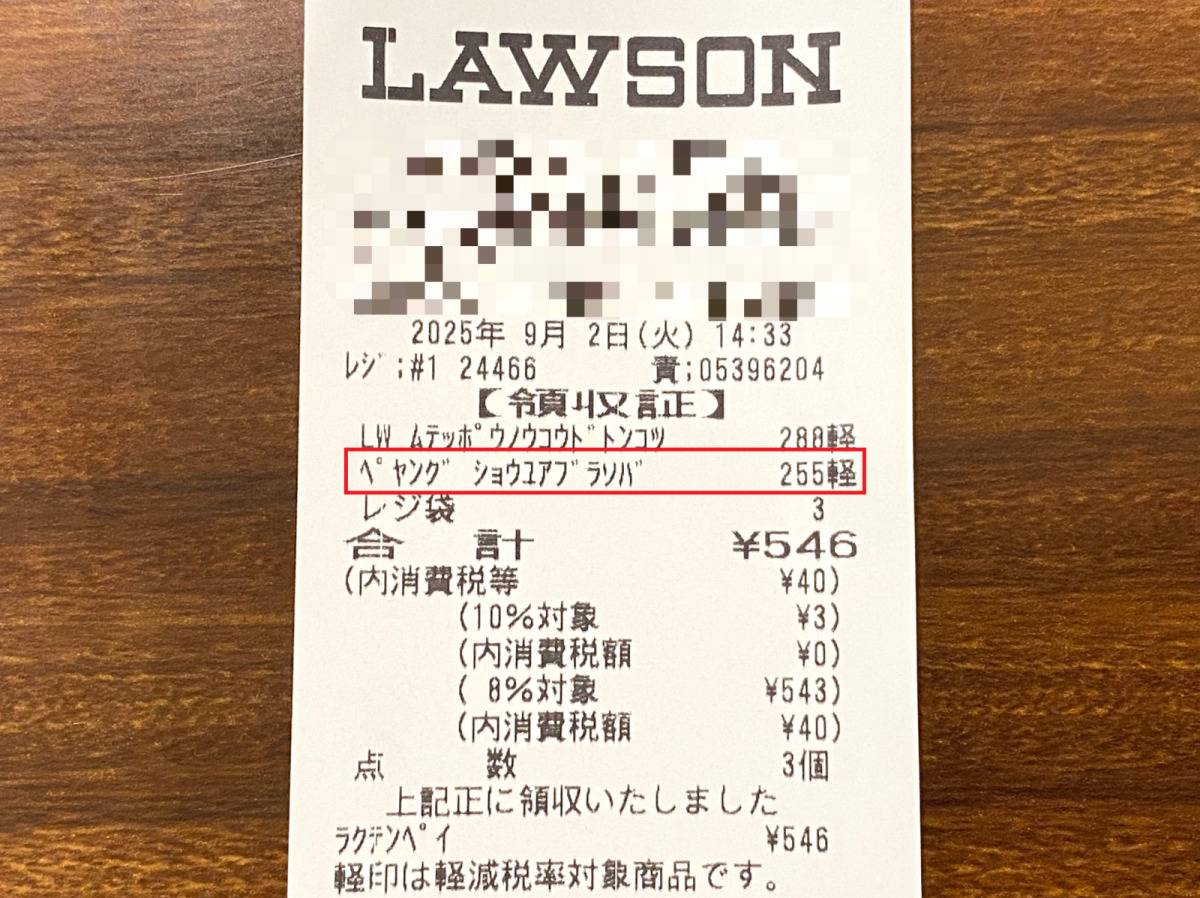 LAWSON
2025年 9月 2日(火) 14:33
ﾚｼﾞ;#1 24466 責;05396204
【領収証】
LW ﾑﾃｯﾎﾟｳﾉｳｺｳﾄﾞﾄﾝｺﾂ 288軽
ﾍﾟﾔﾝｸﾞ ｼｮｳﾕｱﾌﾞﾗｿﾊﾞ 255軽
レジ袋 3
合 計 ¥546
(内消費税等 ¥40)
(10%対象 ¥3)
(内消費税額 ¥0)
( 8%対象 ¥543)
(内消費税額 ¥40)
点 数 3個
上記正に領収いたしました
ﾗｸﾃﾝﾍﾟｲ ¥546
軽印は軽減税率対象商品です。